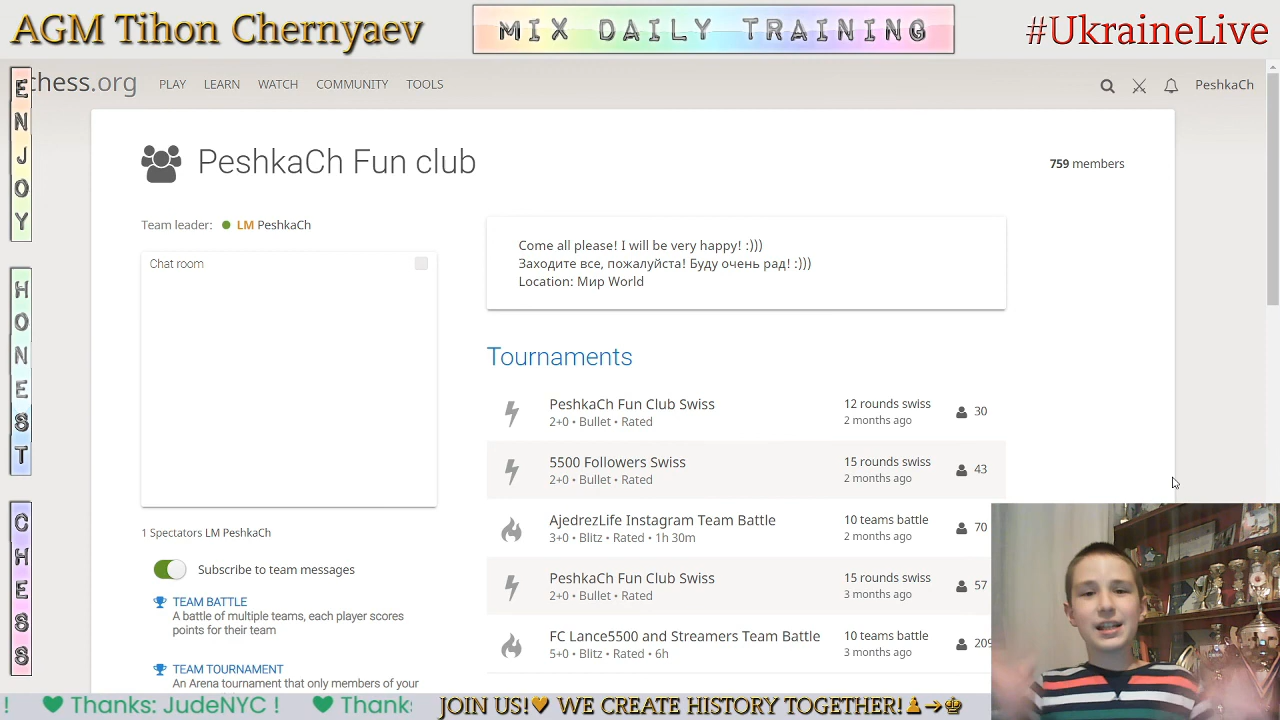 AGM Tihon Chernyaev
MIX DAILY TRAINING
#UkraineLive
ENJOY
HONEST
CHESS
chess.org
PLAY LEARN WATCH COMMUNITY TOOLS
PeshkaCh
PeshkaCh Fun club
759 members
Team leader: LM PeshkaCh
Chat room
1 Spectators LM PeshkaCh
Subscribe to team messages
TEAM BATTLE
A battle of multiple teams, each player scores
points for their team
TEAM TOURNAMENT
An Arena tournament that only members of your
Come all please! I will be very happy! :)))
Заходите все, пожалуйста! Буду очень рад! :)))
Location: Мир World
Tournaments
PeshkaCh Fun Club Swiss
2+0 • Bullet • Rated
12 rounds swiss
2 months ago
30
5500 Followers Swiss
2+0 • Bullet • Rated
15 rounds swiss
2 months ago
43
AjedrezLife Instagram Team Battle
3+0 • Blitz • Rated • 1h 30m
10 teams battle
2 months ago
70
PeshkaCh Fun Club Swiss
2+0 • Bullet • Rated
15 rounds swiss
3 months ago
57
FC Lance5500 and Streamers Team Battle
5+0 • Blitz • Rated • 6h
10 teams battle
3 months ago
209
! Thanks: JudeNYC ! Thank
JOIN US! WE CREATE HISTORY TOGETHER!